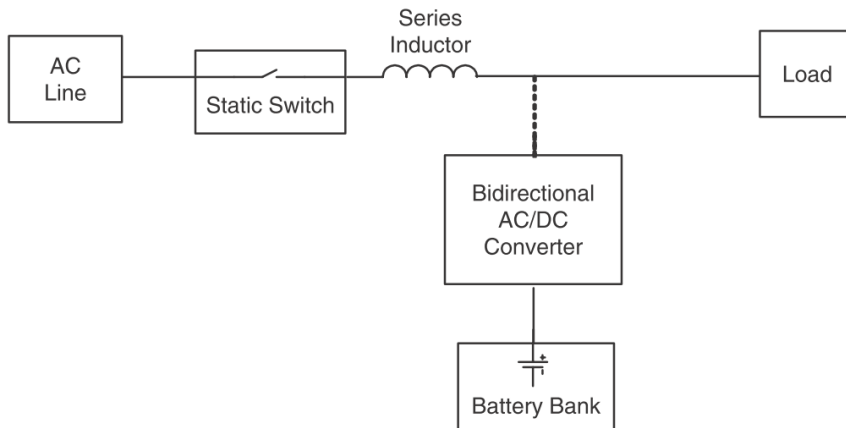 Series
Inductor
AC
Line
Static Switch
Load
Bidirectional
AC/DC
Converter
+
Battery Bank